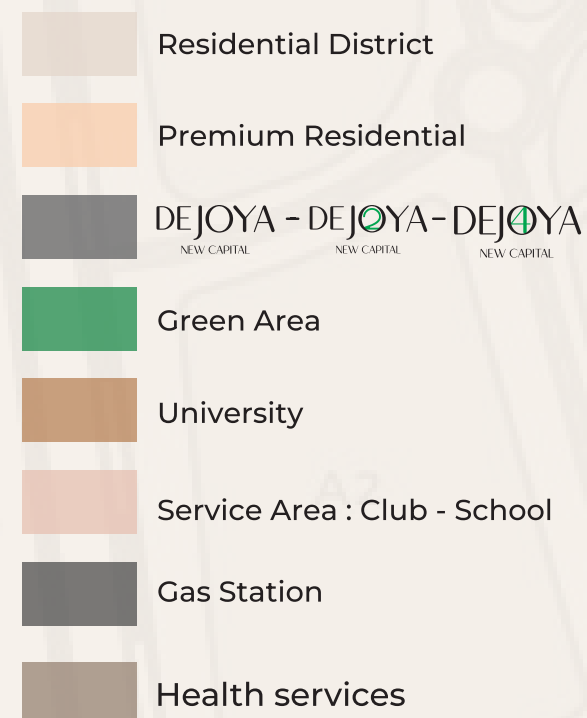 Residential District
Premium Residential
DEJOYA - DEJ2YA - DEJ4YA
NEW CAPITAL NEW CAPITAL NEW CAPITAL
Green Area
University
A2
Service Area : Club - School
Gas Station
Health services